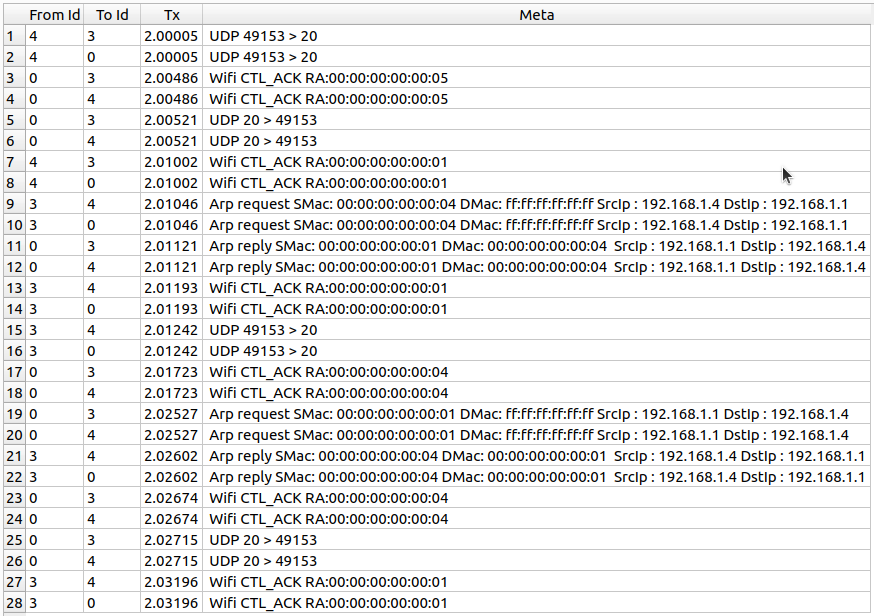 From Id To Id Tx Meta
1 4 3 2.00005 UDP 49153 > 20
2 4 0 2.00005 UDP 49153 > 20
3 0 3 2.00486 Wifi CTL_ACK RA:00:00:00:00:00:05
4 0 4 2.00486 Wifi CTL_ACK RA:00:00:00:00:00:05
5 0 3 2.00521 UDP 20 > 49153
6 0 4 2.00521 UDP 20 > 49153
7 4 3 2.01002 Wifi CTL_ACK RA:00:00:00:00:00:01
8 4 0 2.01002 Wifi CTL_ACK RA:00:00:00:00:00:01
9 3 4 2.01046 Arp request SMac: 00:00:00:00:00:04 DMac: ff:ff:ff:ff:ff:ff SrcIp : 192.168.1.4 DstIp : 192.168.1.1
10 3 0 2.01046 Arp request SMac: 00:00:00:00:00:04 DMac: ff:ff:ff:ff:ff:ff SrcIp : 192.168.1.4 DstIp : 192.168.1.1
11 0 3 2.01121 Arp reply SMac: 00:00:00:00:00:01 DMac: 00:00:00:00:00:04 SrcIp : 192.168.1.1 DstIp : 192.168.1.4
12 0 4 2.01121 Arp reply SMac: 00:00:00:00:00:01 DMac: 00:00:00:00:00:04 SrcIp : 192.168.1.1 DstIp : 192.168.1.4
13 3 4 2.01193 Wifi CTL_ACK RA:00:00:00:00:00:01
14 3 0 2.01193 Wifi CTL_ACK RA:00:00:00:00:00:01
15 3 4 2.01242 UDP 49153 > 20
16 3 0 2.01242 UDP 49153 > 20
17 0 3 2.01723 Wifi CTL_ACK RA:00:00:00:00:00:04
18 0 4 2.01723 Wifi CTL_ACK RA:00:00:00:00:00:04
19 0 3 2.02527 Arp request SMac: 00:00:00:00:00:01 DMac: ff:ff:ff:ff:ff:ff SrcIp : 192.168.1.1 DstIp : 192.168.1.4
20 0 4 2.02527 Arp request SMac: 00:00:00:00:00:01 DMac: ff:ff:ff:ff:ff:ff SrcIp : 192.168.1.1 DstIp : 192.168.1.4
21 3 4 2.02602 Arp reply SMac: 00:00:00:00:00:04 DMac: 00:00:00:00:00:01 SrcIp : 192.168.1.4 DstIp : 192.168.1.1
22 3 0 2.02602 Arp reply SMac: 00:00:00:00:00:04 DMac: 00:00:00:00:00:01 SrcIp : 192.168.1.4 DstIp : 192.168.1.1
23 0 3 2.02674 Wifi CTL_ACK RA:00:00:00:00:00:04
24 0 4 2.02674 Wifi CTL_ACK RA:00:00:00:00:00:04
25 0 3 2.02715 UDP 20 > 49153
26 0 4 2.02715 UDP 20 > 49153
27 3 4 2.03196 Wifi CTL_ACK RA:00:00:00:00:00:01
28 3 0 2.03196 Wifi CTL_ACK RA:00:00:00:00:00:01